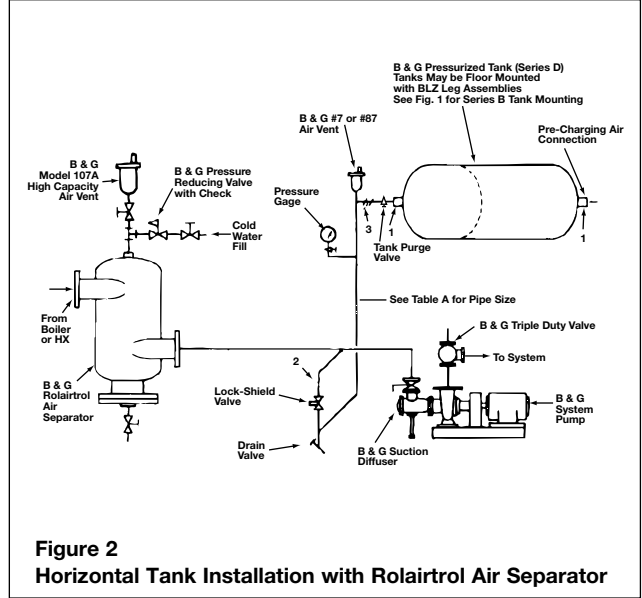 B & G Pressurized Tank (Series D)
Tanks May be Floor Mounted
with BLZ Leg Assemblies
See Fig. 1 for Series B Tank Mounting
B & G #7 or #87
Air Vent
Pre-Charging Air
Connection
B & G
Model 107A
High Capacity
Air Vent
B & G Pressure
Reducing Valve
with Check
Pressure
Gage
Cold
Water
Fill
3
1
Tank Purge
Valve
1
From
Boiler
or HX
See Table A for Pipe Size
B & G Triple Duty Valve
To System
2
B & G
Rolairtrol
Air
Separator
Lock-Shield
Valve
Drain
Valve
B & G Suction
Diffuser
B & G
System
Pump
Figure 2
Horizontal Tank Installation with Rolairtrol Air Separator